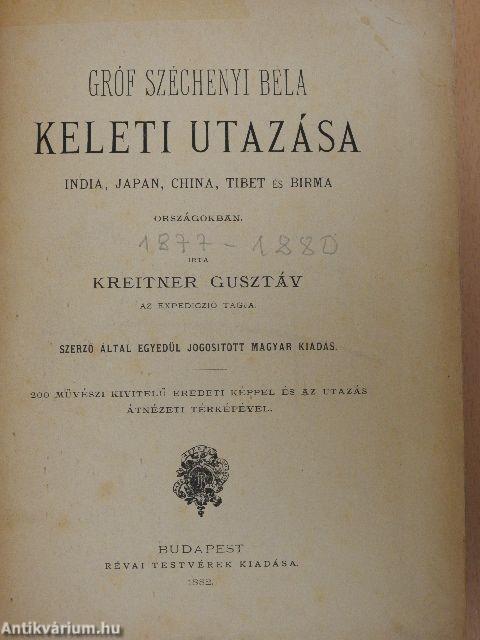 GRÓF SZÉCHENYI BELA
KELETI UTAZÁSA
INDIA, JAPAN, CHINA, TIBET ÉS BIRMA
ORSZÁGOKBAN.
1877 - 1880
IRTA
KREITNER GUSZTÁV
AZ EXPEDICZIÓ TAGJA.
SZERZŐ ÁLTAL EGYEDÜL JOGOSITOTT MAGYAR KIADÁS.
200 MŰVÉSZI KIVITELŰ EREDETI KÉPPEL ÉS AZ UTAZÁS
ÁTNÉZETI TÉRKÉPÉVEL.
BUDAPEST
RÉVAI TESTVÉREK KIADÁSA.
1882.
Antikvárium.hu